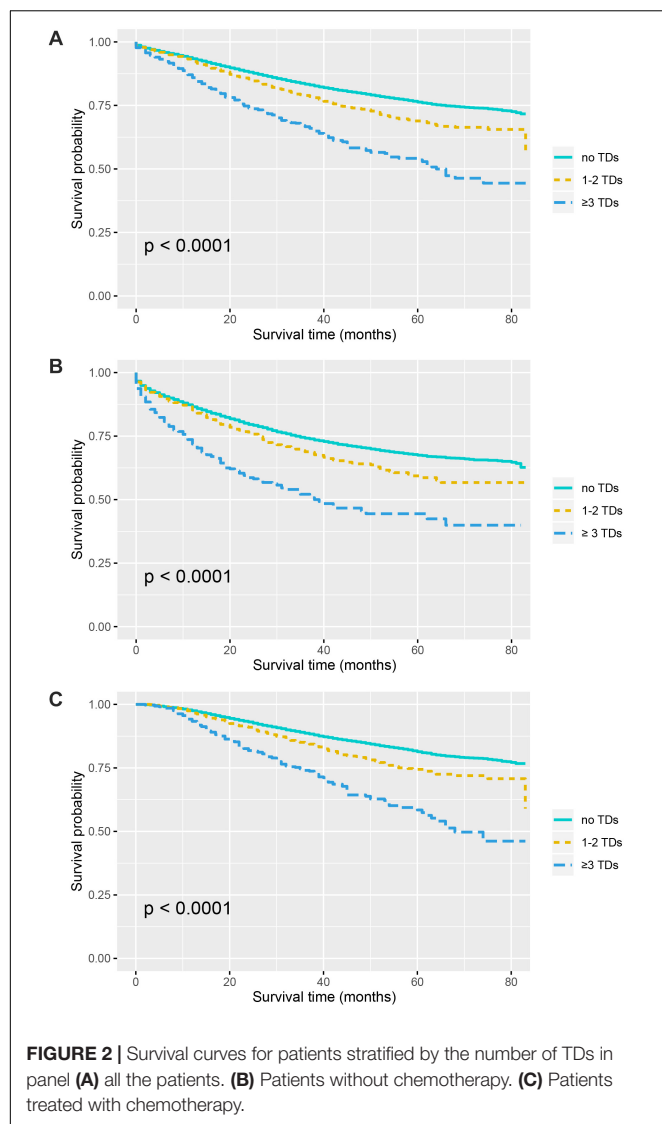 A
1.00
0.75
0.50
0.25
0.00
Survival probability
0 20 40 60 80
Survival time (months)
p < 0.0001
no TDs
1-2 TDs
≥3 TDs
B
1.00
0.75
0.50
0.25
0.00
Survival probability
0 20 40 60 80
Survival time (months)
p < 0.0001
no TDs
1-2 TDs
≥ 3 TDs
C
1.00
0.75
0.50
0.25
0.00
Survival probability
0 20 40 60 80
Survival time (months)
p < 0.0001
no TDs
1-2 TDs
≥3 TDs
FIGURE 2 | Survival curves for patients stratified by the number of TDs in
panel (A) all the patients. (B) Patients without chemotherapy. (C) Patients
treated with chemotherapy.